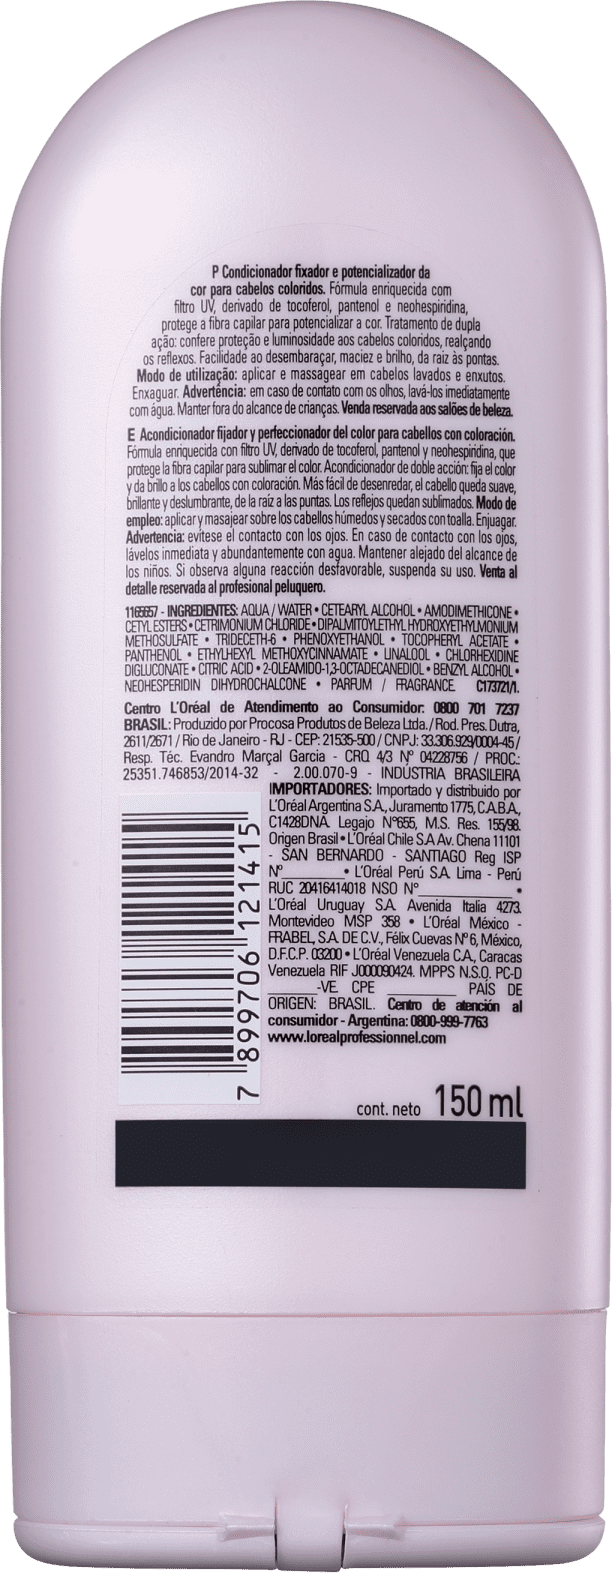 P Condicionador fixador e potencializador da
cor para cabelos coloridos. Fórmula enriquecida com
filtro UV, derivado de tocoferol, pantenol e neohespiridina,
protege a fibra capilar para potencializar a cor. Tratamento de dupla
ação: confere proteção e luminosidade aos cabelos coloridos, realçando
os reflexos. Facilidade ao desembaraçar, maciez e brilho, da raiz às pontas.
Modo de utilização: aplicar e massagear em cabelos lavados e enxutos.
Enxaguar. Advertência: em caso de contato com os olhos, lavá-los imediatamente
com água. Manter fora do alcance de crianças. Venda reservada aos salões de beleza.
E Acondicionador fijador y perfeccionador del color para cabellos con coloración.
Fórmula enriquecida con filtro UV, derivado de tocoferol, pantenol y neohespiridina, que
protege la fibra capilar para sublimar el color. Acondicionador de doble acción: fija el color
y da brillo a los cabellos con coloración. Más fácil de desenredar, el cabello queda suave,
brillante y deslumbrante, de la raíz a las puntas. Los reflejos quedan sublimados. Modo de
empleo: aplicar y masajear sobre los cabellos húmedos y secados con toalla. Enjuagar.
Advertencia: evítese el contacto con los ojos. En caso de contacto con los ojos,
lávelos inmediata y abundantemente con agua. Mantener alejado del alcance de
los niños. Si observa alguna reacción desfavorable, suspenda su uso. Venta al
detalle reservada al profesional peluquero.
1165657 - INGREDIENTES: AQUA / WATER • CETEARYL ALCOHOL • AMODIMETHICONE •
CETYL ESTERS • CETRIMONIUM CHLORIDE • DIPALMITOYLETHYL HYDROXYETHYLMONIUM
METHOSULFATE • TRIDECETH-6 • PHENOXYETHANOL • TOCOPHERYL ACETATE •
PANTHENOL • ETHYLHEXYL METHOXYCINNAMATE • LINALOOL • CHLORHEXIDINE
DIGLUCONATE • CITRIC ACID • 2-OLEAMIDO-1,3-OCTADECANEDIOL • BENZYL ALCOHOL •
NEOHESPERIDIN DIHYDROCHALCONE • PARFUM / FRAGRANCE. C173721/1.
Centro L'Oréal de Atendimento ao Consumidor: 0800 701 7237
BRASIL: Produzido por Procosa Produtos de Beleza Ltda. / Rod. Pres. Dutra,
2611/2671 / Rio de Janeiro - RJ - CEP: 21535-500 / CNPJ: 33.306.929/0004-45 /
Resp. Téc. Evandro Marçal Garcia - CRQ 4/3 Nº 04228756 / PROC.:
25351.746853/2014-32 - 2.00.070-9 - INDÚSTRIA BRASILEIRA
IMPORTADORES: Importado y distribuido por
L'Oréal Argentina S.A., Juramento 1775, C.A.B.A.,
C1428DNA. Legajo Nº655, M.S. Res. 155/98.
Origen Brasil • L'Oréal Chile S.A Av. Chena 11101
- SAN BERNARDO - SANTIAGO Reg ISP
Nº________ • L'Oréal Perú S.A. Lima - Perú
RUC 20416414018 NSO Nº____________ •
L'Oréal Uruguay S.A. Avenida Italia 4273.
Montevideo MSP 358 • L'Oréal México -
FRABEL, S.A. DE C.V., Félix Cuevas Nº 6, México,
D.F.C.P. 03200 • L'Oréal Venezuela C.A., Caracas
Venezuela RIF J000090424. MPPS N.S.O. PC-D
______-VE. CPE __________ PAÍS DE
ORIGEN: BRASIL. Centro de atención al
consumidor - Argentina: 0800-999-7763
www.lorealprofessionnel.com
7 899706 121415
cont. neto 150 ml